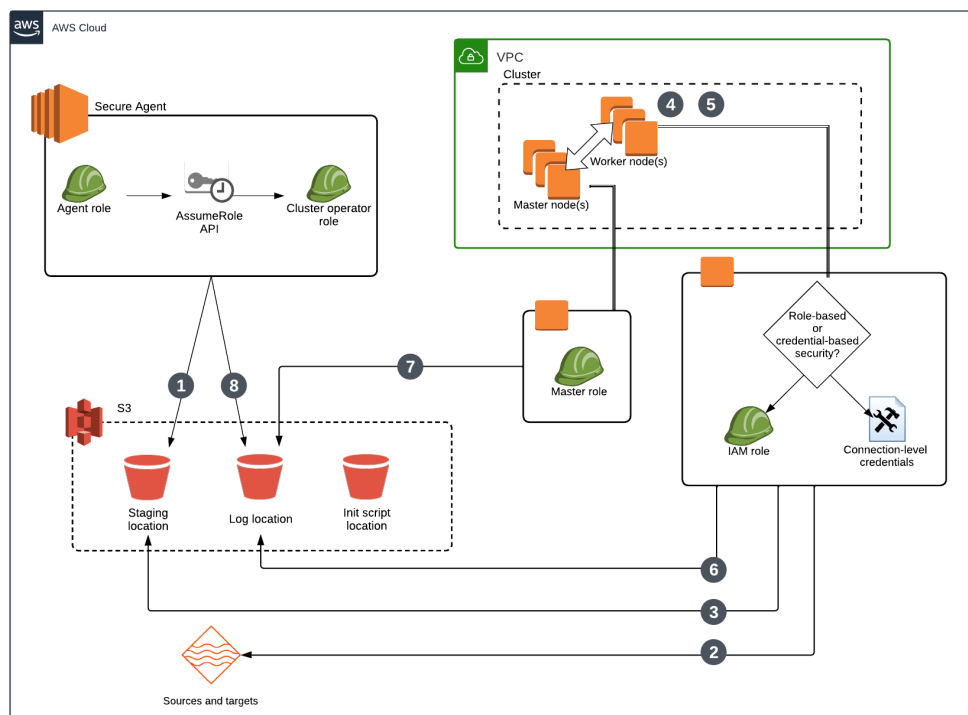 aws
AWS Cloud
VPC
Cluster
4
5
Worker node(s)
Master node(s)
Secure Agent
Agent role
AssumeRole
API
Cluster operator
role
Role-based
or
credential-based
security?
IAM role
Connection-level
credentials
Master role
7
1
8
S3
Staging
location
Log location
Init script
location
6
3
2
Sources and targets